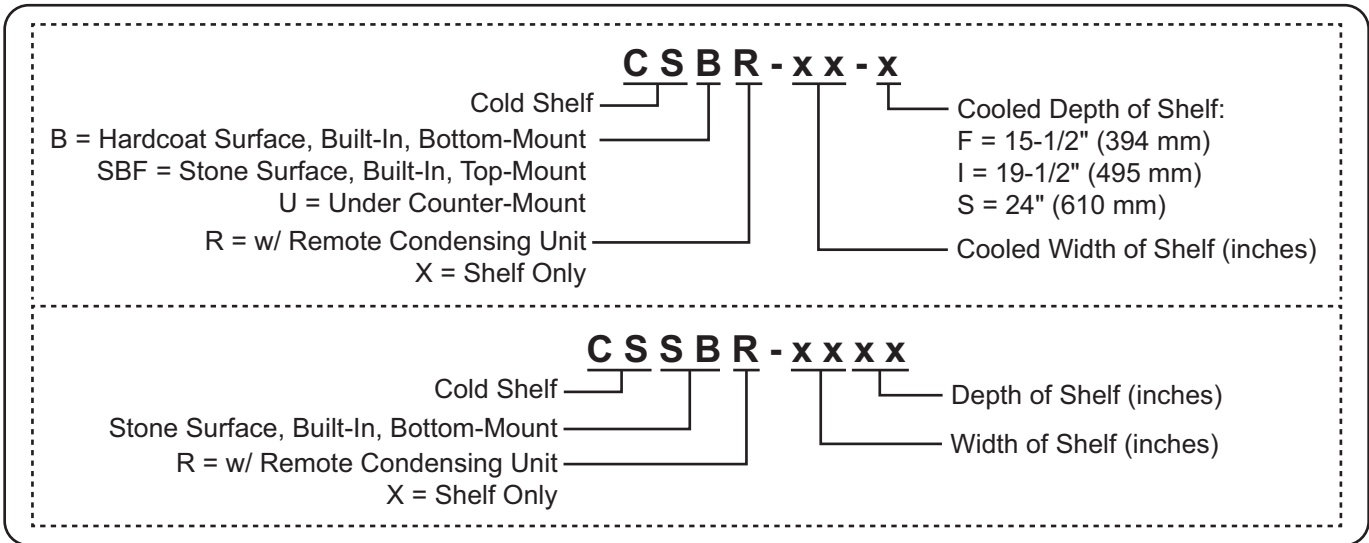 C S B R - x x - x
Cold Shelf
B = Hardcoat Surface, Built-In, Bottom-Mount
SBF = Stone Surface, Built-In, Top-Mount
U = Under Counter-Mount
R = w/ Remote Condensing Unit
X = Shelf Only
Cooled Depth of Shelf:
F = 15-1/2" (394 mm)
I = 19-1/2" (495 mm)
S = 24" (610 mm)
Cooled Width of Shelf (inches)
C S S B R - x x x x
Cold Shelf
Stone Surface, Built-In, Bottom-Mount
R = w/ Remote Condensing Unit
X = Shelf Only
Depth of Shelf (inches)
Width of Shelf (inches)